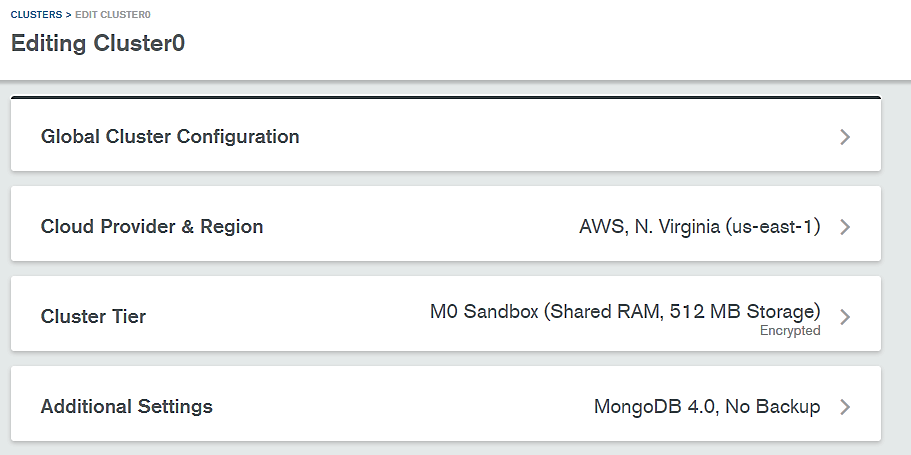 CLUSTERS > EDIT CLUSTER0
Editing Cluster0
Global Cluster Configuration
Cloud Provider & Region AWS, N. Virginia (us-east-1)
Cluster Tier M0 Sandbox (Shared RAM, 512 MB Storage)
Encrypted
Additional Settings MongoDB 4.0, No Backup